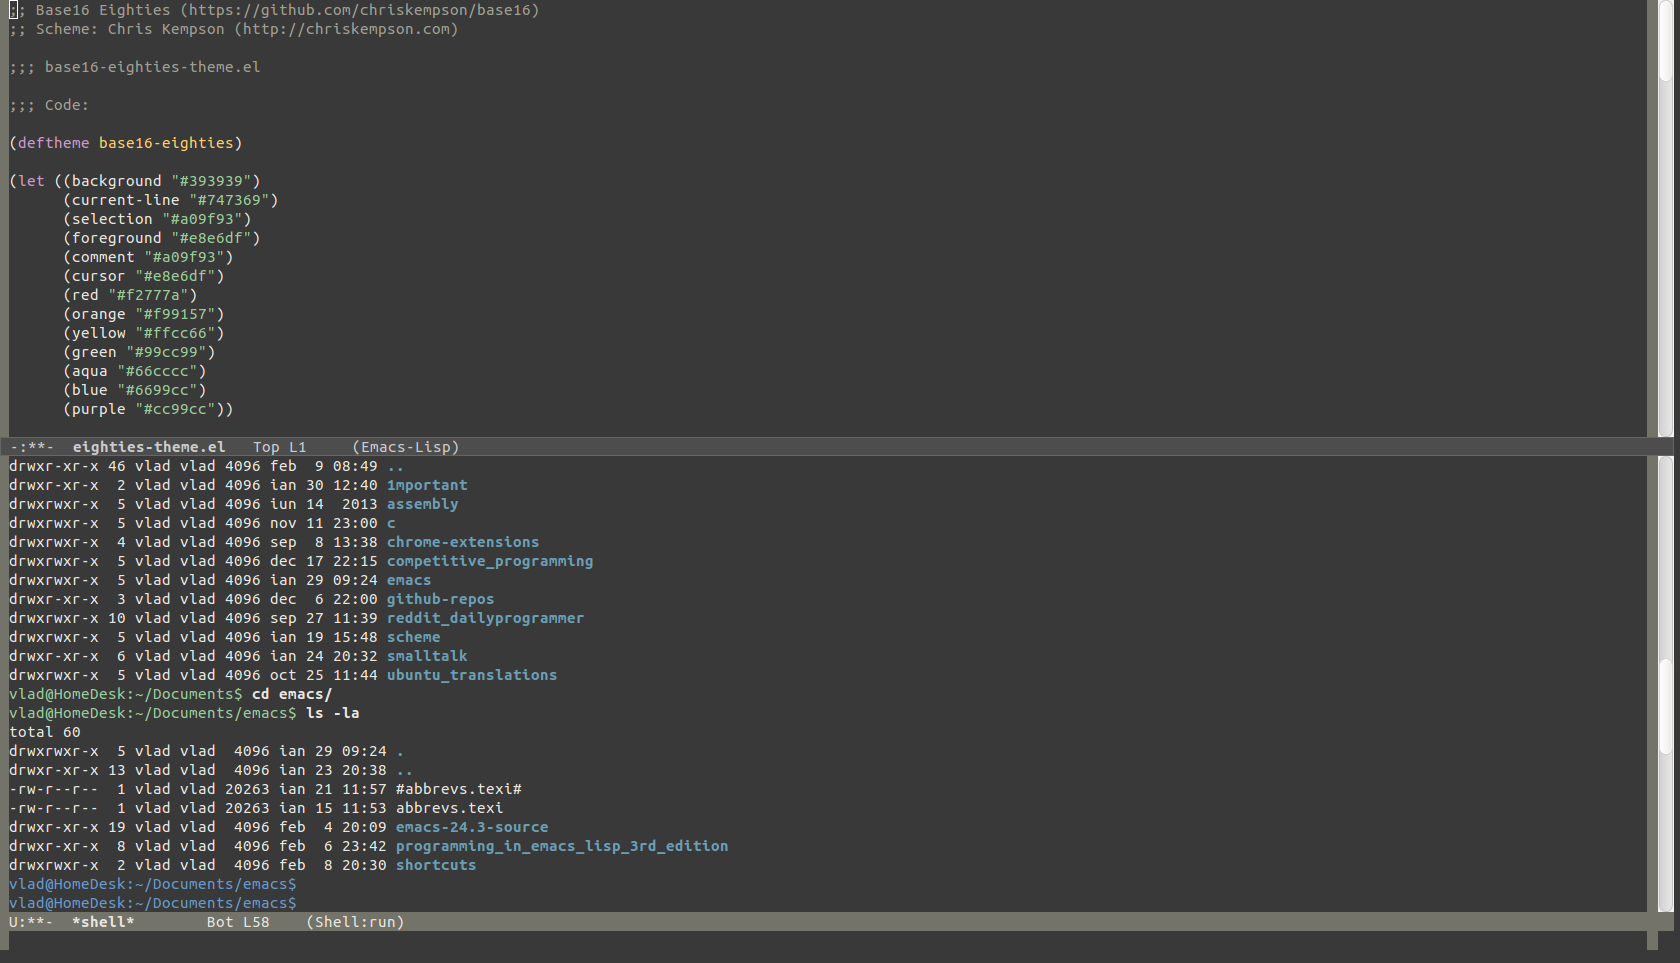 ;; Base16 Eighties (https://github.com/chriskempson/base16)
;; Scheme: Chris Kempson (http://chriskempson.com)
;;; base16-eighties-theme.el
;;; Code:
(deftheme base16-eighties)
(let ((background "#393939")
      (current-line "#747369")
      (selection "#a09f93")
      (foreground "#e8e6df")
      (comment "#a09f93")
      (cursor "#e8e6df")
      (red "#f2777a")
      (orange "#f99157")
      (yellow "#ffcc66")
      (green "#99cc99")
      (aqua "#66cccc")
      (blue "#6699cc")
      (purple "#cc99cc"))
-:**-  eighties-theme.el   Top L1     (Emacs-Lisp)
drwxr-xr-x 46 vlad vlad 4096 feb  9 08:49 ..
drwxr-xr-x  2 vlad vlad 4096 ian 30 12:40 1mportant
drwxrwxr-x  5 vlad vlad 4096 iun 14  2013 assembly
drwxrwxr-x  5 vlad vlad 4096 nov 11 23:00 c
drwxrwxr-x  4 vlad vlad 4096 sep  8 13:38 chrome-extensions
drwxrwxr-x  5 vlad vlad 4096 dec 17 22:15 competitive_programming
drwxrwxr-x  5 vlad vlad 4096 ian 29 09:24 emacs
drwxr-xr-x  3 vlad vlad 4096 dec  6 22:00 github-repos
drwxrwxr-x 10 vlad vlad 4096 sep 27 11:39 reddit_dailyprogrammer
drwxrwxr-x  5 vlad vlad 4096 ian 19 15:48 scheme
drwxr-xr-x  6 vlad vlad 4096 ian 24 20:32 smalltalk
drwxrwxr-x  5 vlad vlad 4096 oct 25 11:44 ubuntu_translations
vlad@HomeDesk:~/Documents$ cd emacs/
vlad@HomeDesk:~/Documents/emacs$ ls -la
total 60
drwxrwxr-x  5 vlad vlad  4096 ian 29 09:24 .
drwxr-xr-x 13 vlad vlad  4096 ian 23 20:38 ..
-rw-r--r--  1 vlad vlad 20263 ian 21 11:57 #abbrevs.texi#
-rw-r--r--  1 vlad vlad 20263 ian 15 11:53 abbrevs.texi
drwxr-xr-x 19 vlad vlad  4096 feb  4 20:09 emacs-24.3-source
drwxr-xr-x  8 vlad vlad  4096 feb  6 23:42 programming_in_emacs_lisp_3rd_edition
drwxrwxr-x  2 vlad vlad  4096 feb  8 20:30 shortcuts
vlad@HomeDesk:~/Documents/emacs$
vlad@HomeDesk:~/Documents/emacs$
U:**-  *shell*        Bot L58    (Shell:run)